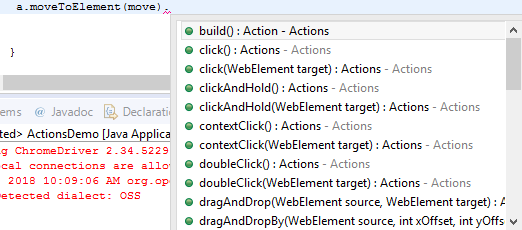 a.moveToElement(move).
}
build() : Action - Actions
click() : Actions - Actions
click(WebElement target) : Actions - Actions
clickAndHold() : Actions - Actions
clickAndHold(WebElement target) : Actions - Actions
contextClick() : Actions - Actions
contextClick(WebElement target) : Actions - Actions
doubleClick() : Actions - Actions
doubleClick(WebElement target) : Actions - Actions
dragAndDrop(WebElement source, WebElement target) : Action
dragAndDropBy(WebElement source, int xOffset, int yOffs
ems @ Javadoc Declaratio
ted> ActionsDemo [Java Applica
ng ChromeDriver 2.34.5229
cal connections are allow
2018 10:09:06 AM org.op
Detected dialect: OSS